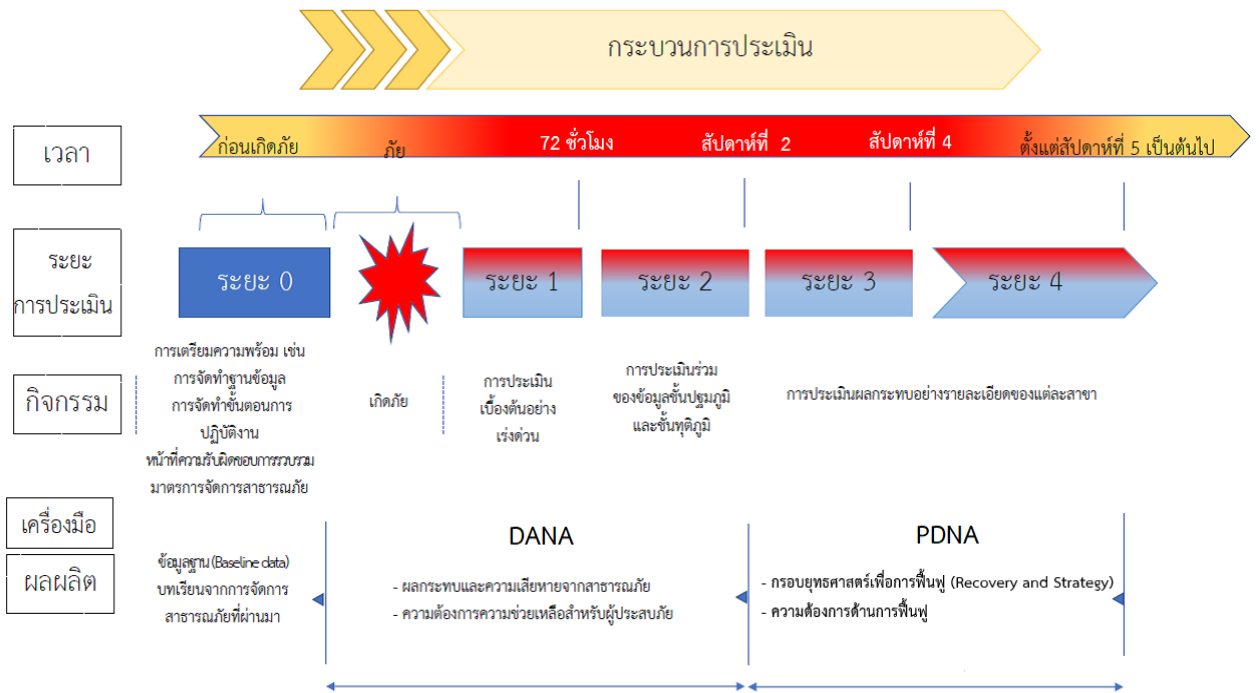 กระบวนการประเมิน
เวลา
ก่อนเกิดภัย
ภัย
72 ชั่วโมง
สัปดาห์ที่ 2
สัปดาห์ที่ 4
ตั้งแต่สัปดาห์ที่ 5 เป็นต้นไป
ระยะ
การประเมิน
ระยะ 0
ระยะ 1
ระยะ 2
ระยะ 3
ระยะ 4
กิจกรรม
การเตรียมความพร้อม เช่น
การจัดทำฐานข้อมูล
การจัดทำขั้นตอนการ
ปฏิบัติงาน
หน้าที่ความรับผิดชอบการรวบรวม
มาตรการจัดการสาธารณภัย
เกิดภัย
การประเมิน
เบื้องต้นอย่าง
เร่งด่วน
การประเมินร่วม
ของข้อมูลขั้นปฐมภูมิ
และขั้นทุติภูมิ
การประเมินผลกระทบอย่างรายละเอียดของแต่ละสาขา
เครื่องมือ
DANA
PDNA
ผลผลิต
ข้อมูลฐาน (Baseline data)
บทเรียนจากการจัดการ
สาธารณภัยที่ผ่านมา
- ผลกระทบและความเสียหายจากสาธารณภัย
- ความต้องการความช่วยเหลือสำหรับผู้ประสบภัย
- กรอบยุทธศาสตร์เพื่อการฟื้นฟู (Recovery and Strategy)
- ความต้องการด้านการฟื้นฟู